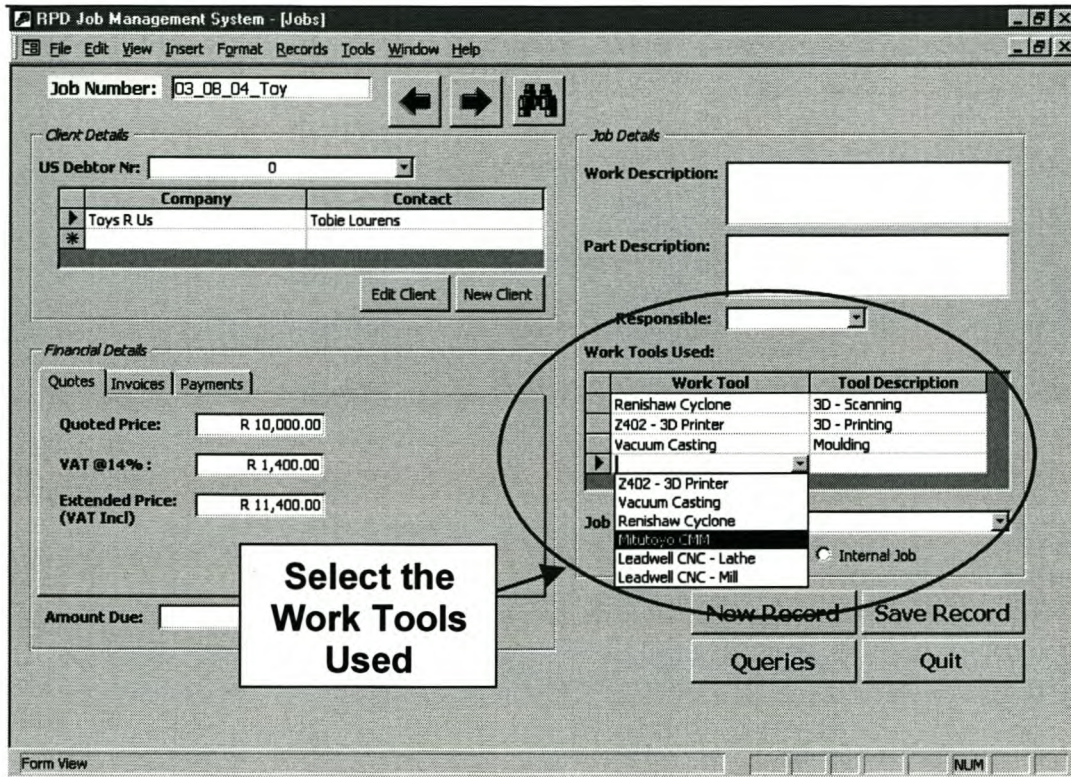 RPD Job Management System - [Jobs]
File Edit View Insert Format Records Tools Window Help
Job Number: 03_08_04_Toy
Client Details
US Debtor Nr: 0
Company Contact
Toys R Us Tobie Lourens
Edit Client New Client
Financial Details
Quotes Invoices Payments
Quoted Price: R 10,000.00
VAT @14% : R 1,400.00
Extended Price: R 11,400.00
(VAT Incl)
Amount Due:
Select the
Work Tools
Used
Job Details
Work Description:
Part Description:
Responsible:
Work Tools Used:
Work Tool Tool Description
Renishaw Cyclone 3D - Scanning
Z402 - 3D Printer 3D - Printing
Vacuum Casting Moulding
Z402 - 3D Printer
Vacuum Casting
Job Renishaw Cyclone
Mitutoyo CMM
Leadwell CNC - Lathe Internal Job
Leadwell CNC - Mill
New Record Save Record
Queries Quit
Form View NUM